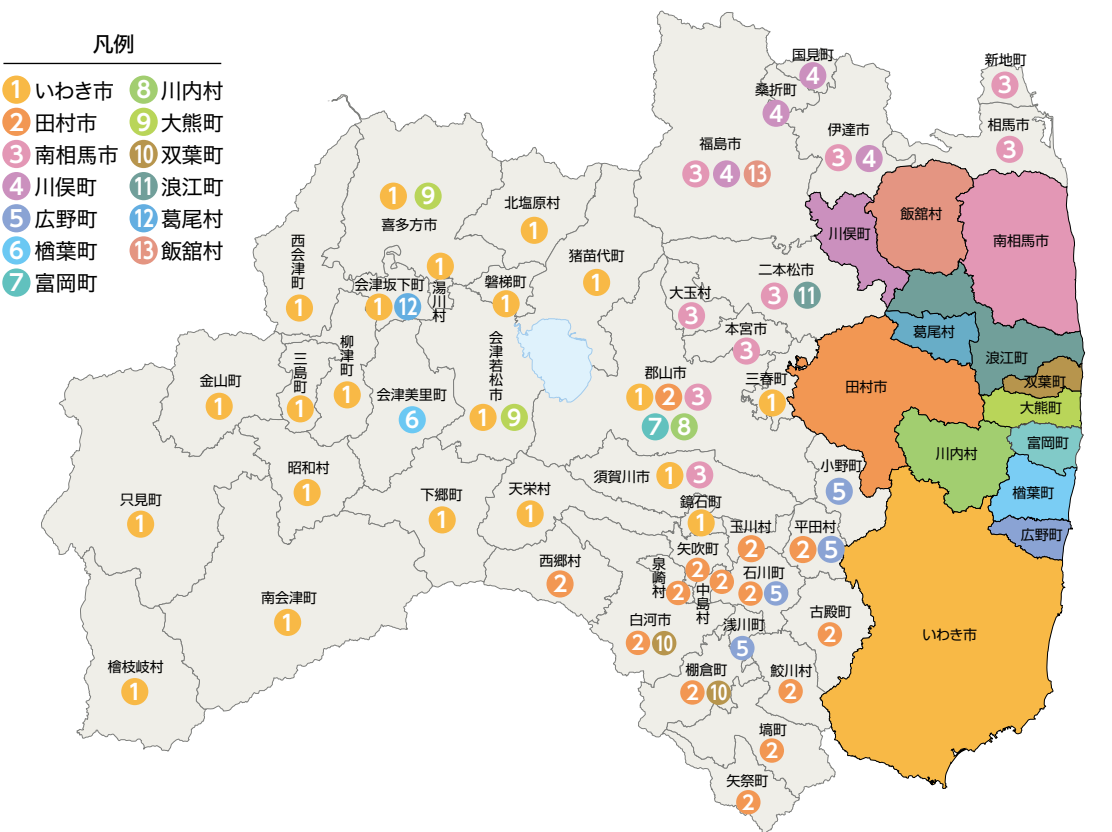 凡例
1 いわき市
2 田村市
3 南相馬市
4 川俣町
5 広野町
6 楢葉町
7 富岡町
8 川内村
9 大熊町
10 双葉町
11 浪江町
12 葛尾村
13 飯舘村
国見町
4
桑折町
4
新地町
3
相馬市
3
福島市
3 4 13
伊達市
3 4
飯舘村
川俣町
南相馬市
1 9
喜多方市
北塩原村
1
西会津町
1
会津坂下町
1 12
1
湯川村
磐梯町
1
猪苗代町
1
二本松市
3 11
大玉村
3
本宮市
3
葛尾村
浪江町
双葉町
大熊町
富岡町
楢葉町
広野町
川内村
田村市
金山町
1
三島町
1
柳津町
1
会津美里町
6
会津若松市
1 9
郡山市
1 2 3
7 8
三春町
1
小野町
5
只見町
1
昭和村
1
下郷町
1
天栄村
1
須賀川市 1 3
鏡石町
1
玉川村
2
平田村
2 5
矢吹町
2
泉崎村
2
中島村
2
石川町
2 5
西郷村
2
白河市
2 10
浅川町
5
古殿町
2
棚倉町
2 10
鮫川村
2
塙町
2
矢祭町
2
南会津町
1
檜枝岐村
1
いわき市